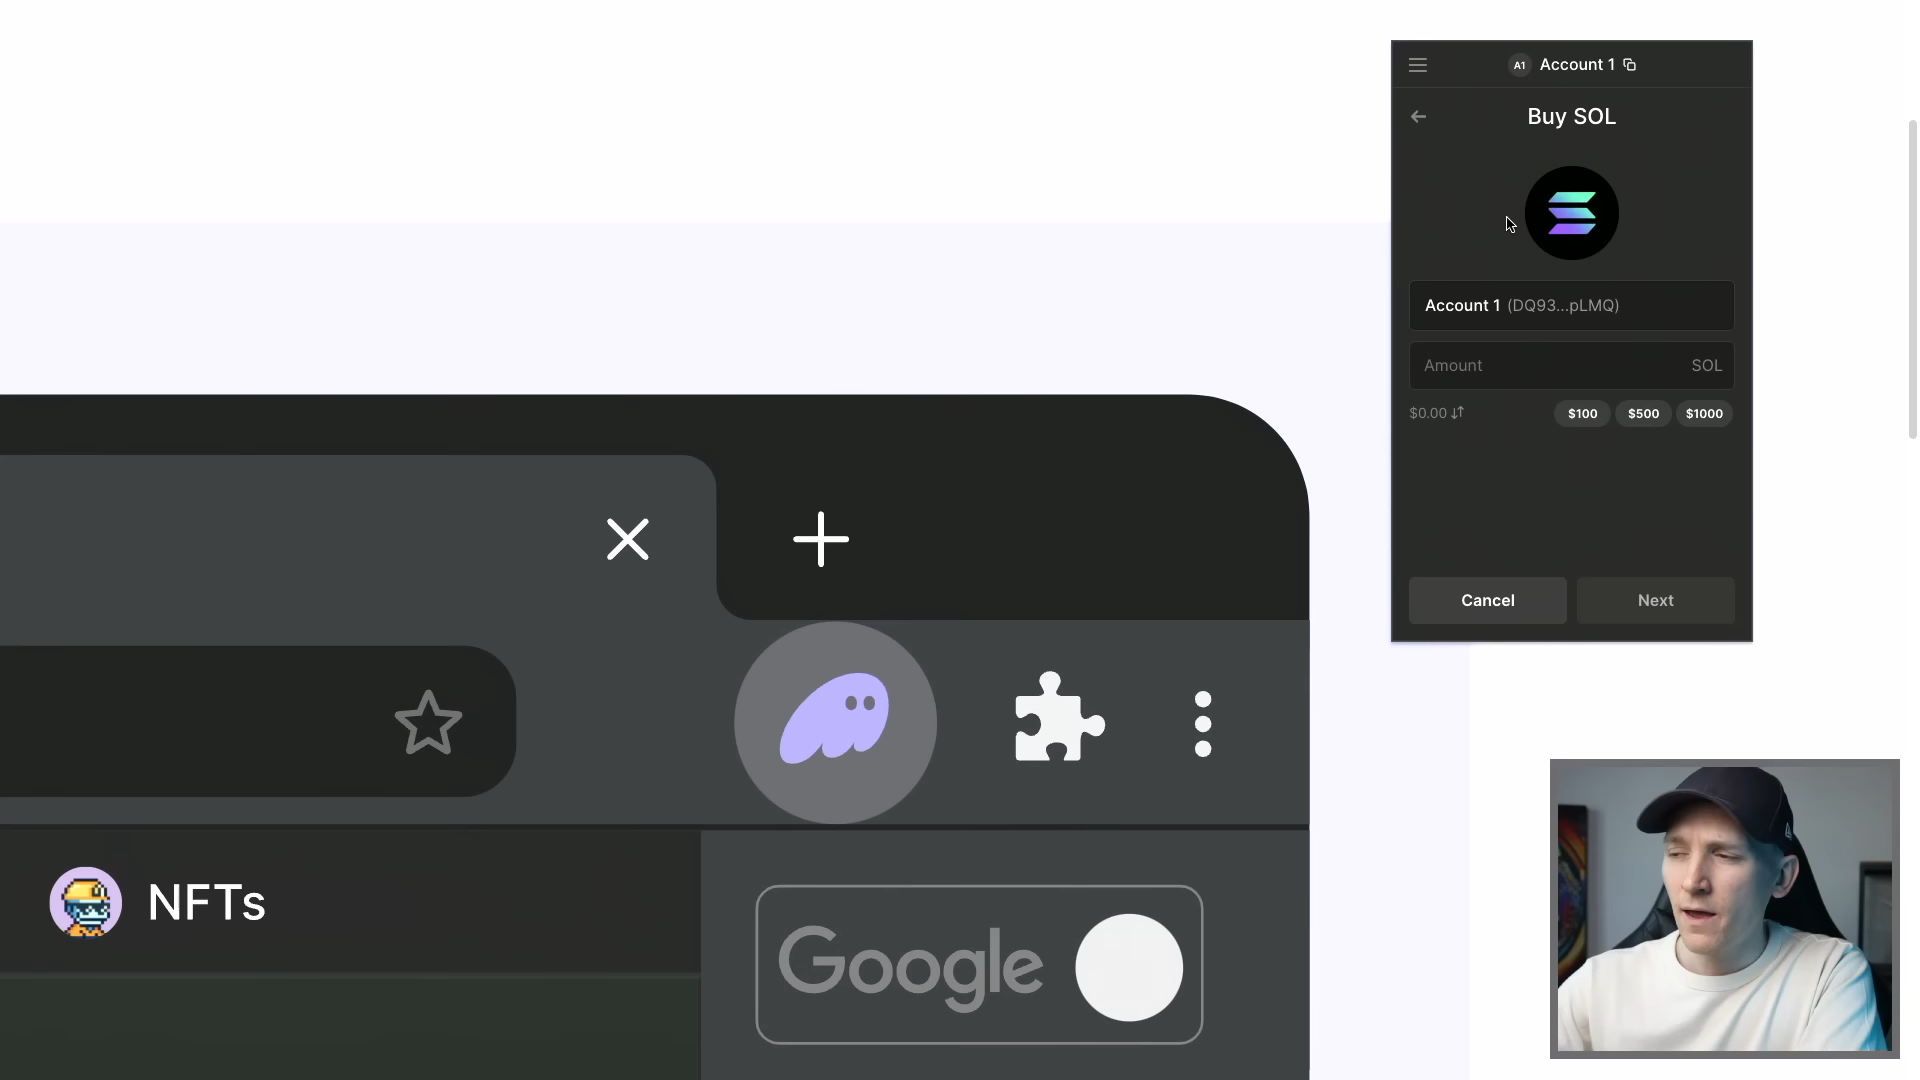 A1 Account 1
Buy SOL
Account 1 (DQ93...pLMQ)
Amount SOL
$0.00 $100 $500 $1000
Cancel Next
NFTs
Google